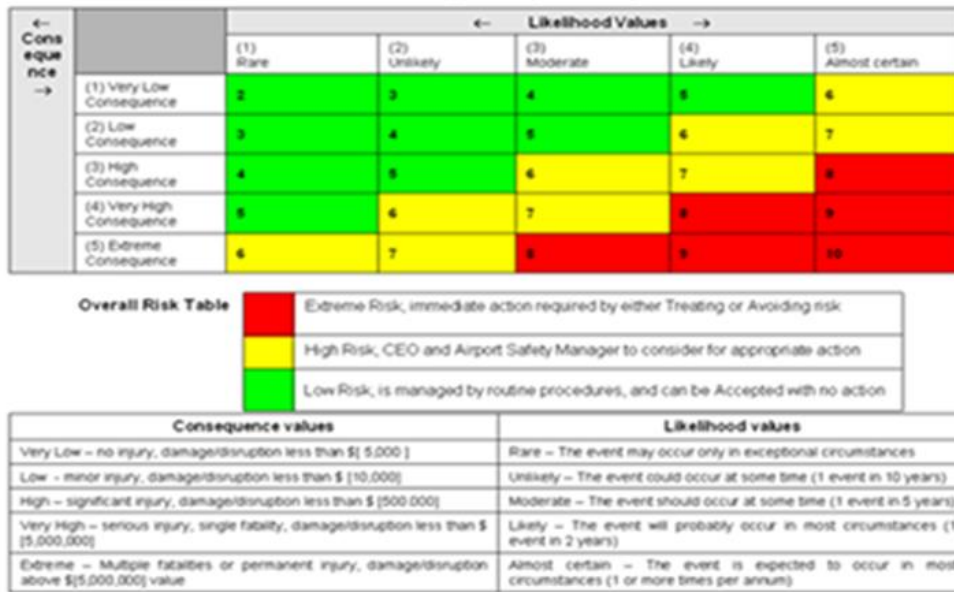 ← Likelihood Values →
←
Cons
eque
nce
→
(1)
Rare
(2)
Unlikely
(3)
Moderate
(4)
Likely
(5)
Almost certain
(1) Very Low
Consequence
2 3 4 5 6
(2) Low
Consequence
3 4 5 6 7
(3) High
Consequence
4 5 6 7 8
(4) Very High
Consequence
5 6 7 8 9
(5) Extreme
Consequence
6 7 8 9 10
Overall Risk Table
Extreme Risk, immediate action required by either Treating or Avoiding risk
High Risk, CEO and Airport Safety Manager to consider for appropriate action
Low Risk, is managed by routine procedures, and can be Accepted with no action
Consequence values
Likelihood values
Very Low – no injury, damage/disruption less than $[ 5,000 ]
Rare – The event may occur only in exceptional circumstances
Low - minor injury, damage/disruption less than $ [10,000]
Unlikely – The event could occur at some time (1 event in 10 years)
High – significant injury, damage/disruption less than $ [500.000]
Moderate – The event should occur at some time (1 event in 5 years)
Very High – serious injury, single fatality, damage/disruption less than $
[5,000,000]
Likely – The event will probably occur in most circumstances (1
event in 2 years)
Extreme – Multiple fatalities or permanent injury, damage/disruption
above $[5,000,000] value
Almost certain – The event is expected to occur in most
circumstances (1 or more times per annum)